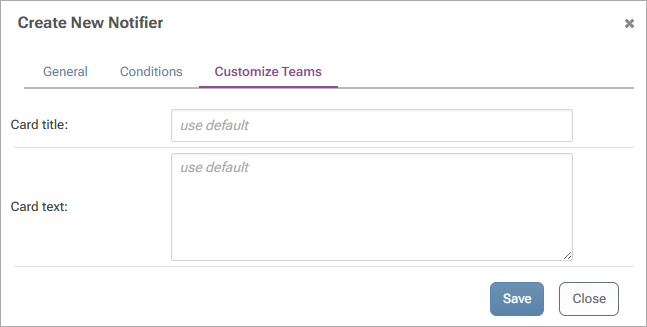 Create New Notifier
General Conditions Customize Teams
Card title: use default
use default
Card text:
Save Close